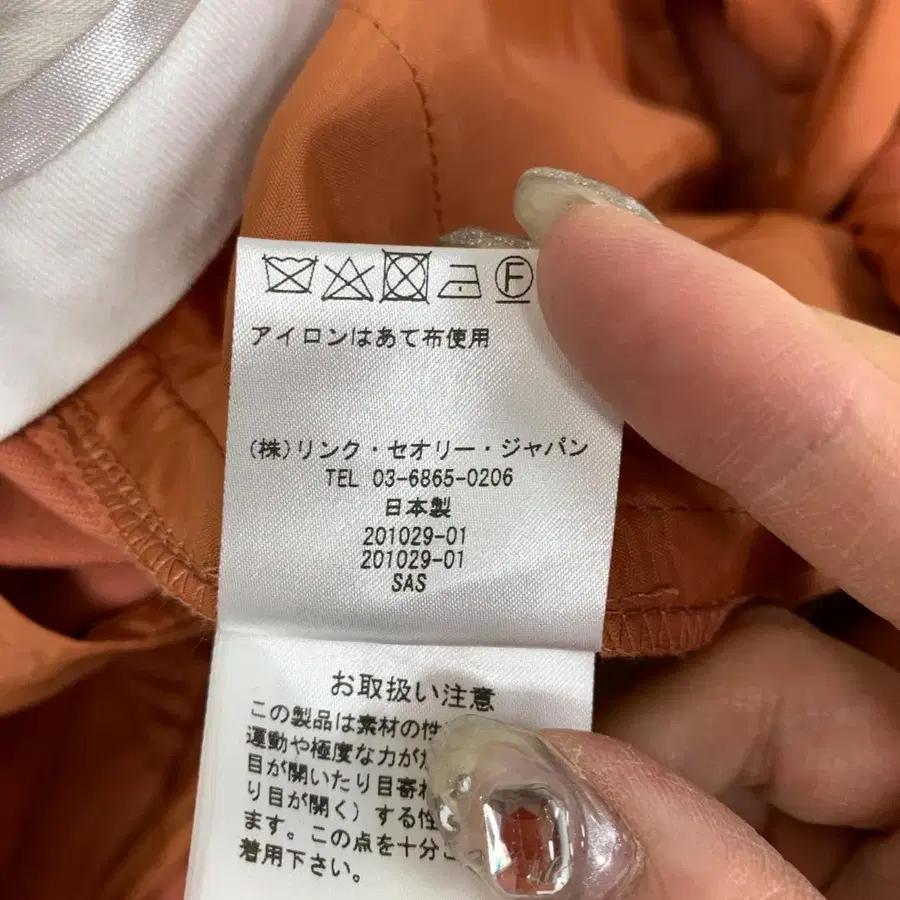 F
アイロンはあて布使用
(株)リンク・セオリー・ジャパン
TEL 03-6865-0206
日本製
201029-01
201029-01
SAS
お取扱い注意
この製品は素材の性
運動や極度な力が
目が開いたり目寄れ
り目が開く)する性
ます。この点を十分
着用下さい。